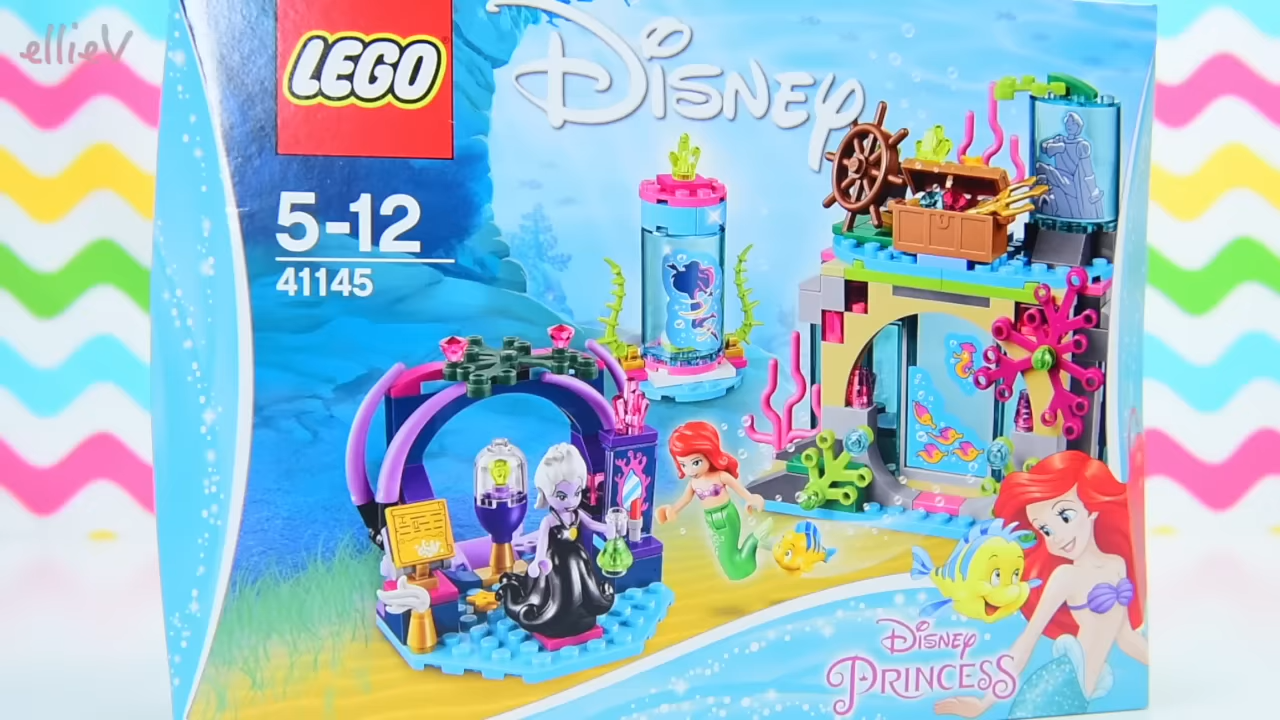 ellieV
LEGO
Disney
5-12
41145
Disney
PRINCESS